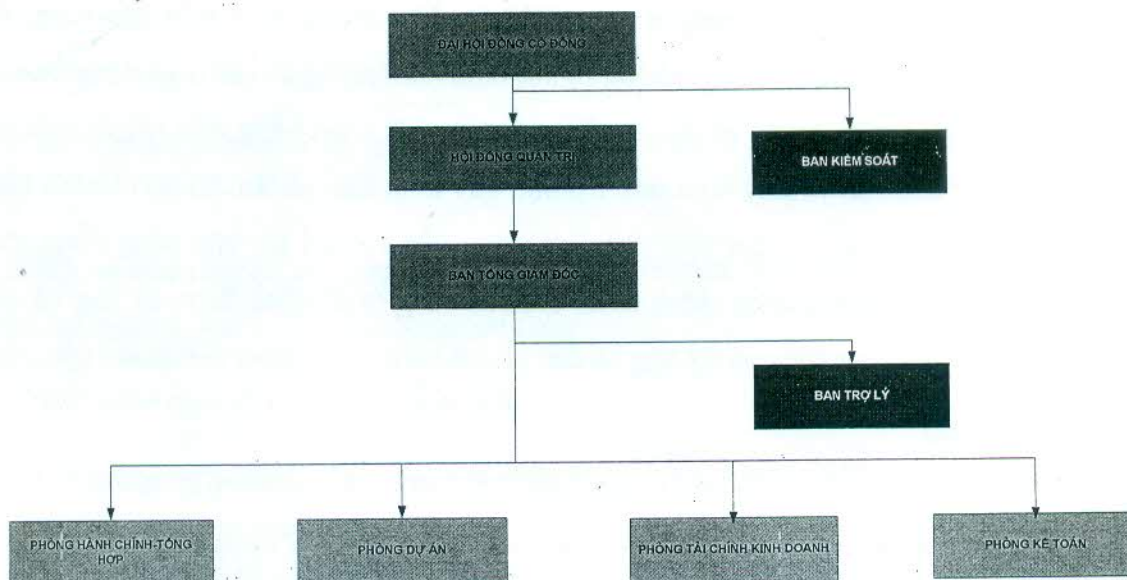 ĐẠI HỘI ĐỒNG CỔ ĐÔNG
HỘI ĐỒNG QUẢN TRỊ
BAN KIỂM SOÁT
BAN TỔNG GIÁM ĐỐC
BAN TRỢ LÝ
PHÒNG HÀNH CHÍNH-TỔNG
HỢP
PHÒNG DỰ ÁN
PHÒNG TÀI CHÍNH KINH DOANH
PHÒNG KẾ TOÁN